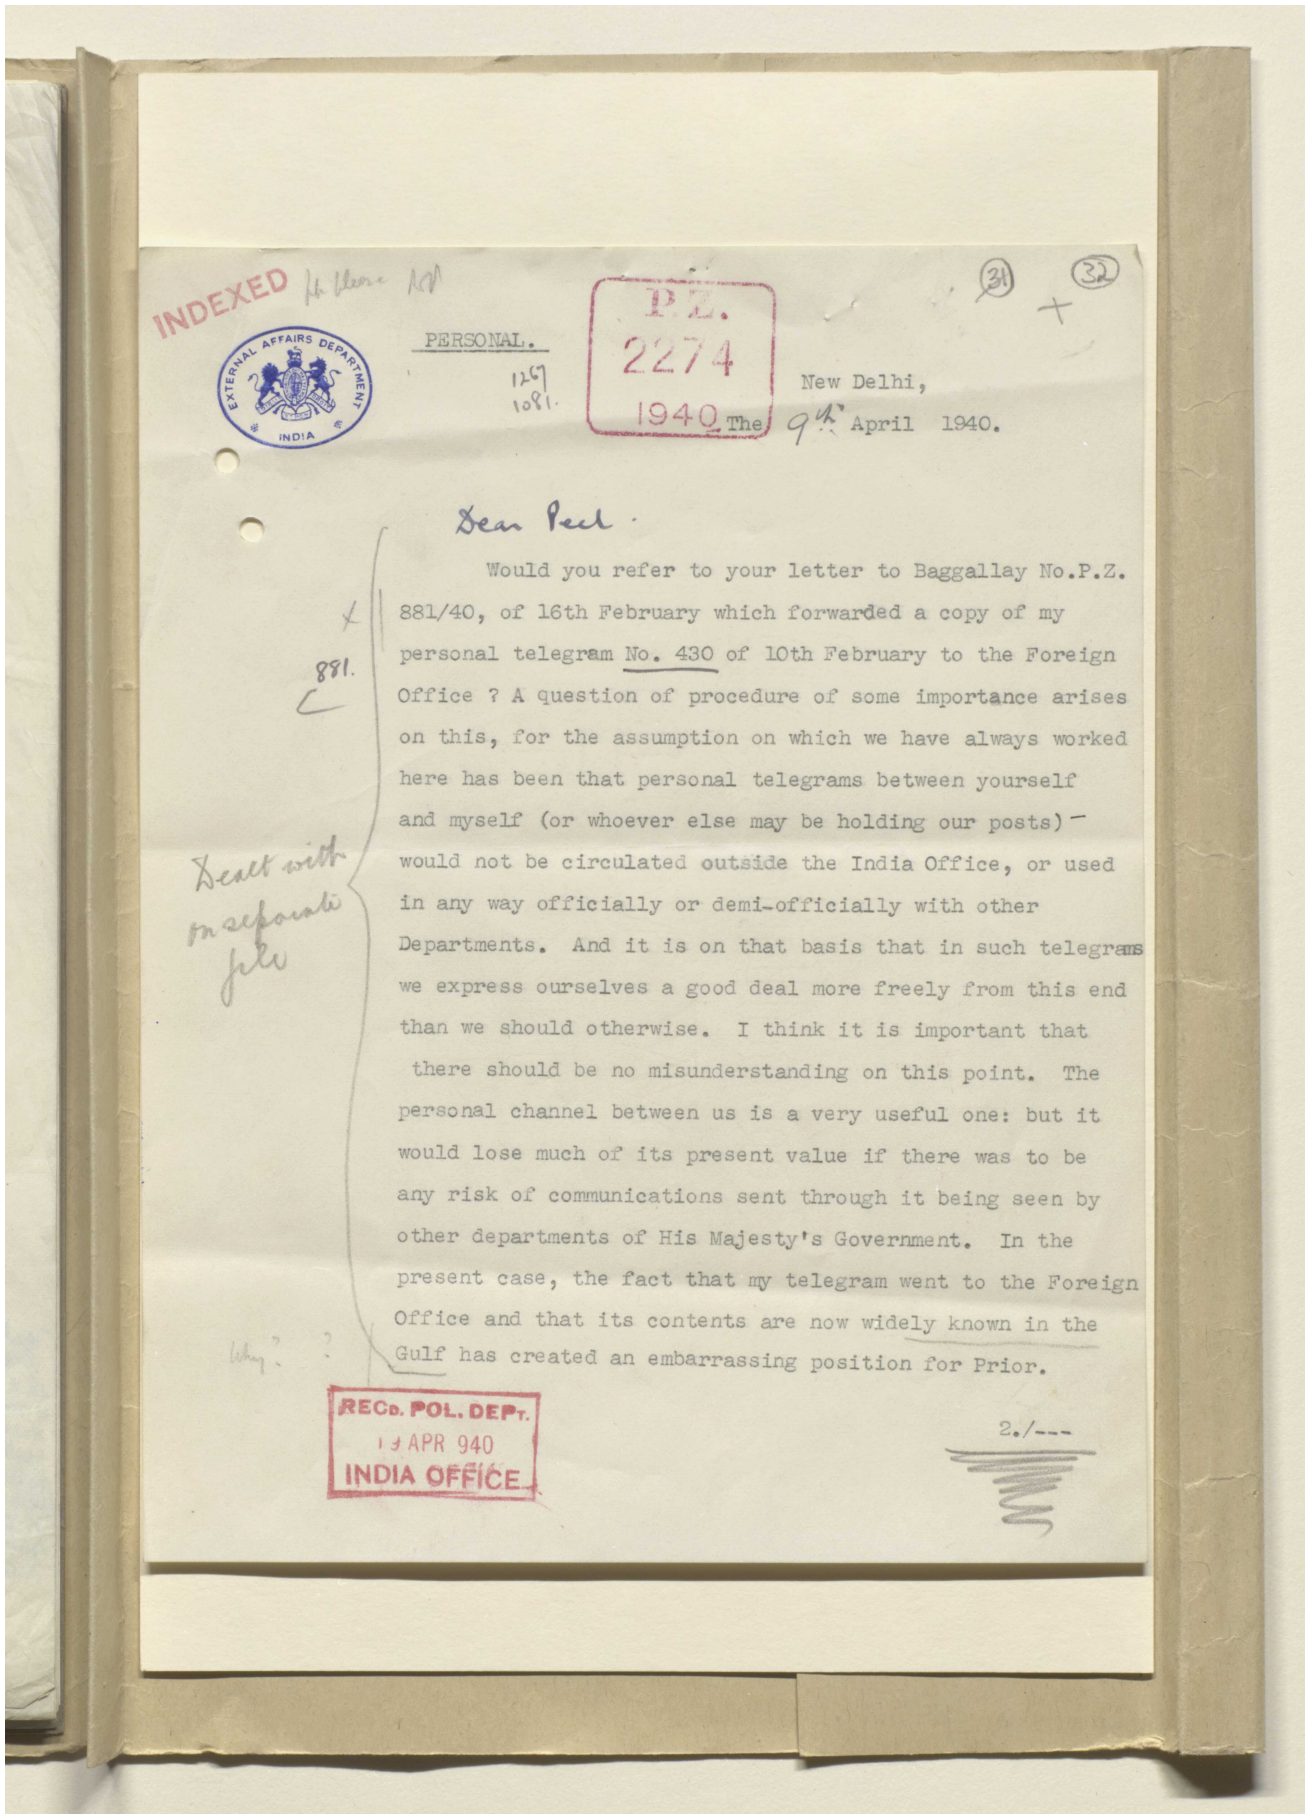 INDEXED
31
32
EXTERNAL AFFAIRS DEPARTMENT
INDIA
PERSONAL.
P.Z.
2274
1940
1267
1081.
New Delhi,
The 9th April 1940.
Dear Peel.
Would you refer to your letter to Baggallay No.P.Z.
881/40, of 16th February which forwarded a copy of my
881.
personal telegram No. 430 of 10th February to the Foreign
Office ? A question of procedure of some importance arises
on this, for the assumption on which we have always worked
here has been that personal telegrams between yourself
and myself (or whoever else may be holding our posts) -
would not be circulated outside the India Office, or used
in any way officially or demi-officially with other
Departments. And it is on that basis that in such telegrams
we express ourselves a good deal more freely from this end
than we should otherwise. I think it is important that
there should be no misunderstanding on this point. The
personal channel between us is a very useful one: but it
would lose much of its present value if there was to be
any risk of communications sent through it being seen by
other departments of His Majesty's Government. In the
present case, the fact that my telegram went to the Foreign
Office and that its contents are now widely known in the
Gulf has created an embarrassing position for Prior.
Dealt with
on separate
file
Why? ?
RECD. POL. DEPT.
19 APR 940
INDIA OFFICE
2./---